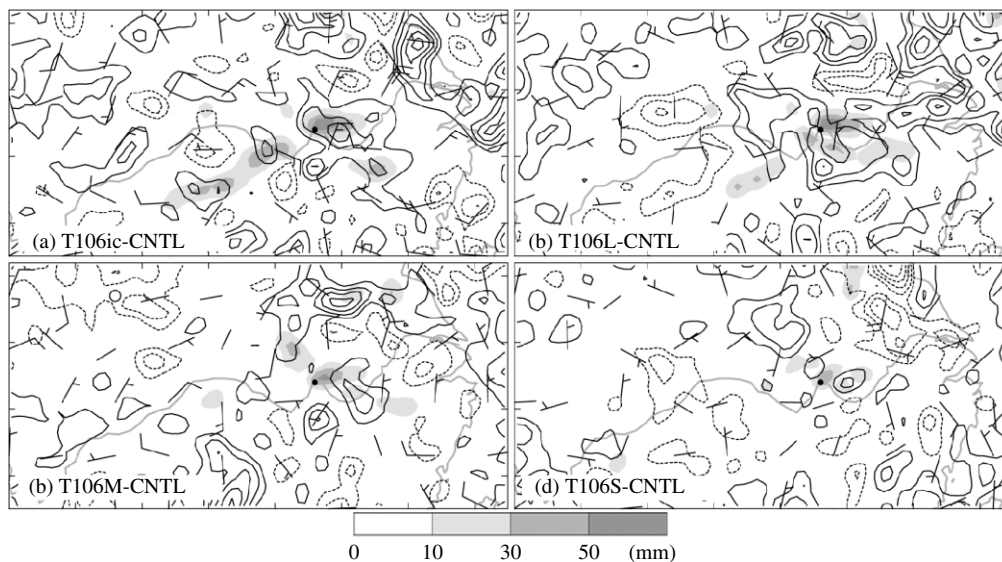 (a) T106ic-CNTL
(b) T106L-CNTL
(b) T106M-CNTL
(d) T106S-CNTL
0 10 30 50 (mm)